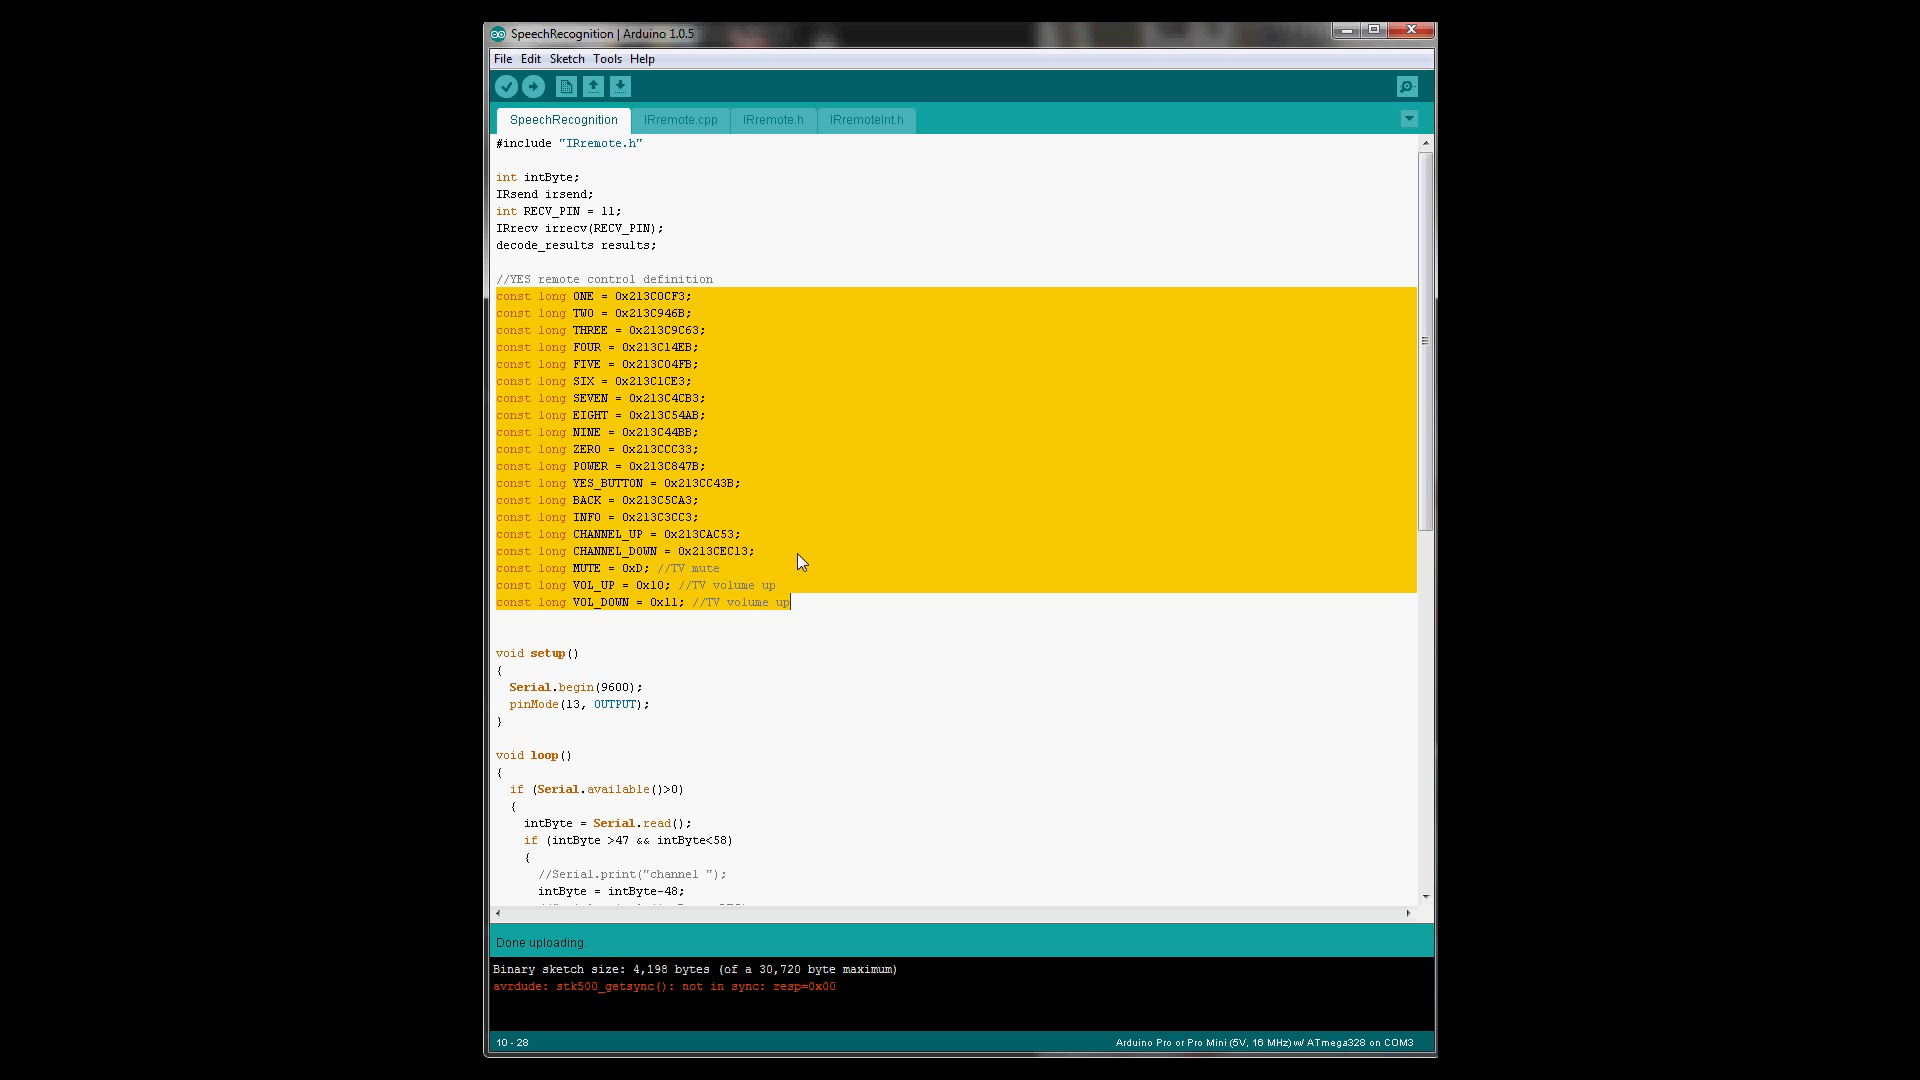 SpeechRecognition | Arduino 1.0.5
File Edit Sketch Tools Help
SpeechRecognition IRremote.cpp IRremote.h IRremoteInt.h
#include "IRremote.h"
int intByte;
IRsend irsend;
int RECV_PIN = 11;
IRrecv irrecv(RECV_PIN);
decode_results results;
//YES remote control definition
const long ONE = 0x213C0CF3;
const long TWO = 0x213C946B;
const long THREE = 0x213C9C63;
const long FOUR = 0x213C14EB;
const long FIVE = 0x213C04FB;
const long SIX = 0x213C1CE3;
const long SEVEN = 0x213C4CB3;
const long EIGHT = 0x213C54AB;
const long NINE = 0x213C44BB;
const long ZERO = 0x213CCC33;
const long POWER = 0x213C847B;
const long YES_BUTTON = 0x213CC43B;
const long BACK = 0x213C5CA3;
const long INFO = 0x213C3CC3;
const long CHANNEL_UP = 0x213CAC53;
const long CHANNEL_DOWN = 0x213CEC13;
const long MUTE = 0xD; //TV mute
const long VOL_UP = 0x10; //TV volume up
const long VOL_DOWN = 0x11; //TV volume up
void setup()
{
Serial.begin(9600);
pinMode(13, OUTPUT);
}
void loop()
{
if (Serial.available()>0)
{
intByte = Serial.read();
if (intByte >47 && intByte<58)
{
//Serial.print("channel ");
intByte = intByte-48;
Done uploading.
Binary sketch size: 4,198 bytes (of a 30,720 byte maximum)
avrdude: stk500_getsync(): not in sync: resp=0x00
10 - 28 Arduino Pro or Pro Mini (5V, 16 MHz) w/ ATmega328 on COM3